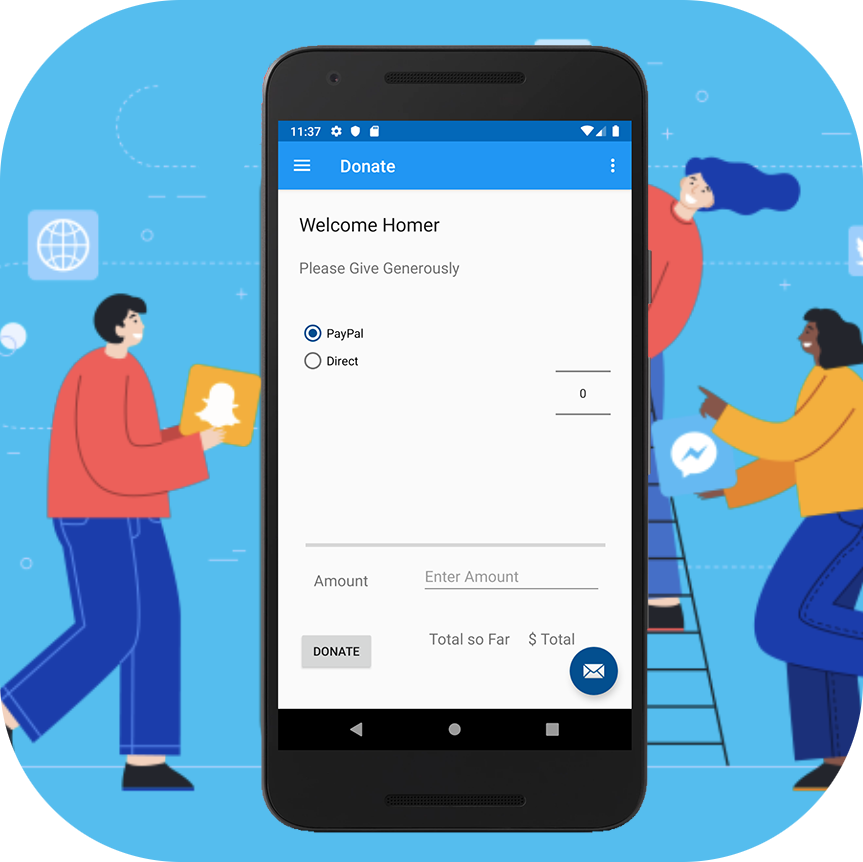 11:37
Donate
Welcome Homer
Please Give Generously
PayPal
Direct
0
Amount
Enter Amount
DONATE
Total so Far
$ Total